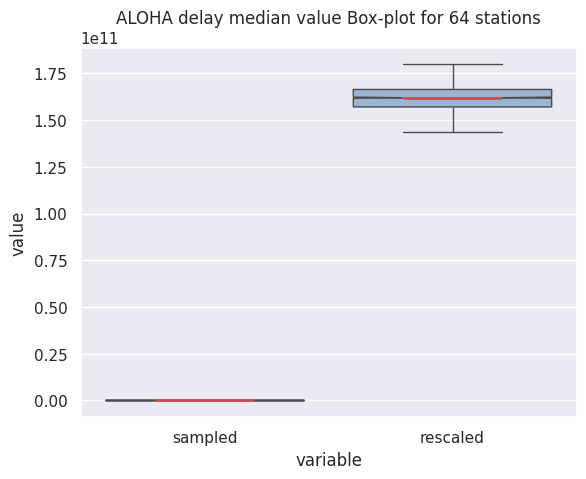 ALOHA delay median value Box-plot for 64 stations
1e11
1.75
1.50
1.25
1.00
0.75
0.50
0.25
0.00
value
sampled
rescaled
variable